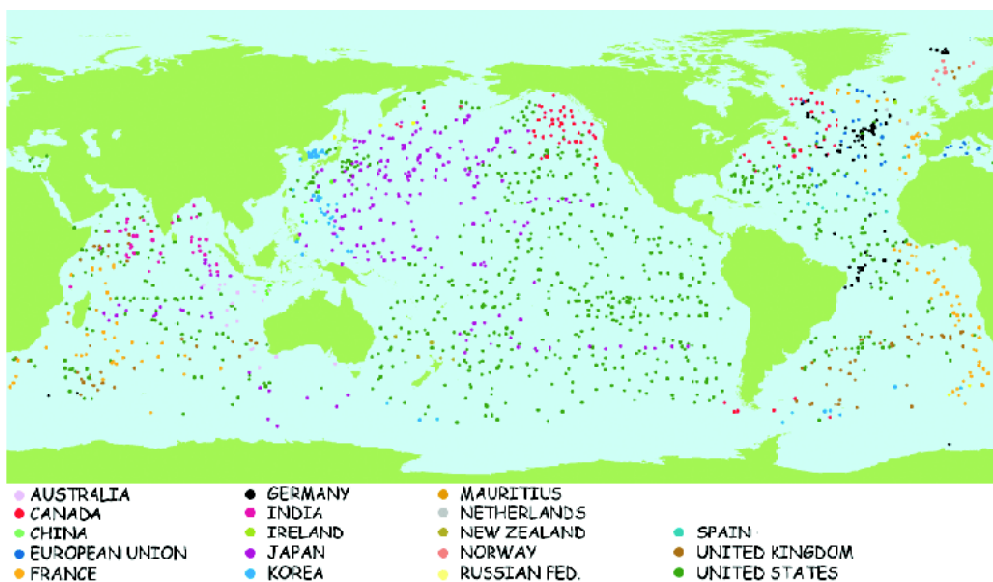 AUSTRALIA
CANADA
CHINA
EUROPEAN UNION
FRANCE
GERMANY
INDIA
IRELAND
JAPAN
KOREA
MAURITIUS
NETHERLANDS
NEW ZEALAND
NORWAY
RUSSIAN FED.
SPAIN
UNITED KINGDOM
UNITED STATES